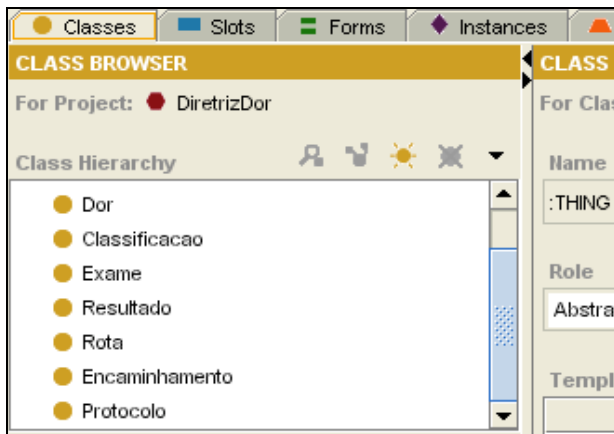 Classes Slots Forms Instances
CLASS BROWSER
For Project: DiretrizDor
Class Hierarchy
Dor
Classificacao
Exame
Resultado
Rota
Encaminhamento
Protocolo
CLASS
For Clas
Name
:THING
Role
Abstra
Templ